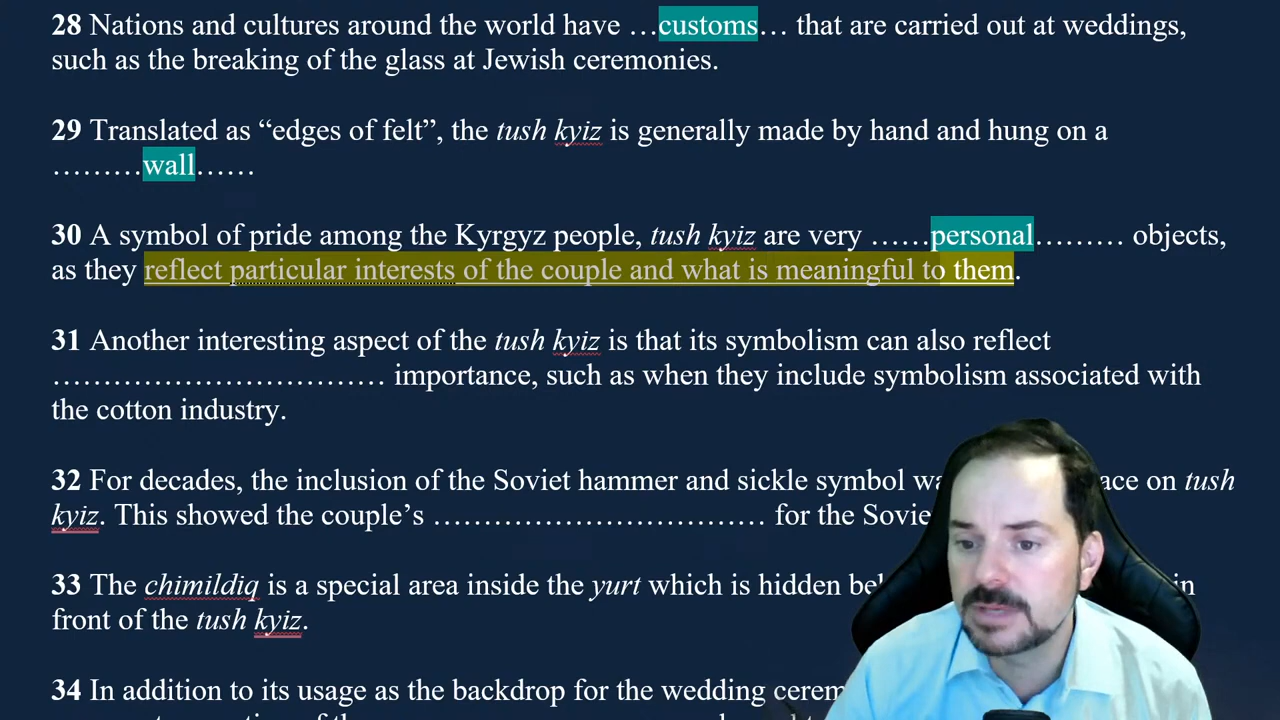 28 Nations and cultures around the world have …customs… that are carried out at weddings,
such as the breaking of the glass at Jewish ceremonies.
29 Translated as “edges of felt”, the tush kyiz is generally made by hand and hung on a
………wall……
30 A symbol of pride among the Kyrgyz people, tush kyiz are very ……personal……… objects,
as they reflect particular interests of the couple and what is meaningful to them.
31 Another interesting aspect of the tush kyiz is that its symbolism can also reflect
…………………………… importance, such as when they include symbolism associated with
the cotton industry.
32 For decades, the inclusion of the Soviet hammer and sickle symbol on tush
kyiz. This showed the couple’s …………………………… for the
33 The chimildiq is a special area inside the yurt which is hidden in
front of the tush kyiz.
34 In addition to its usage as the backdrop for the wedding